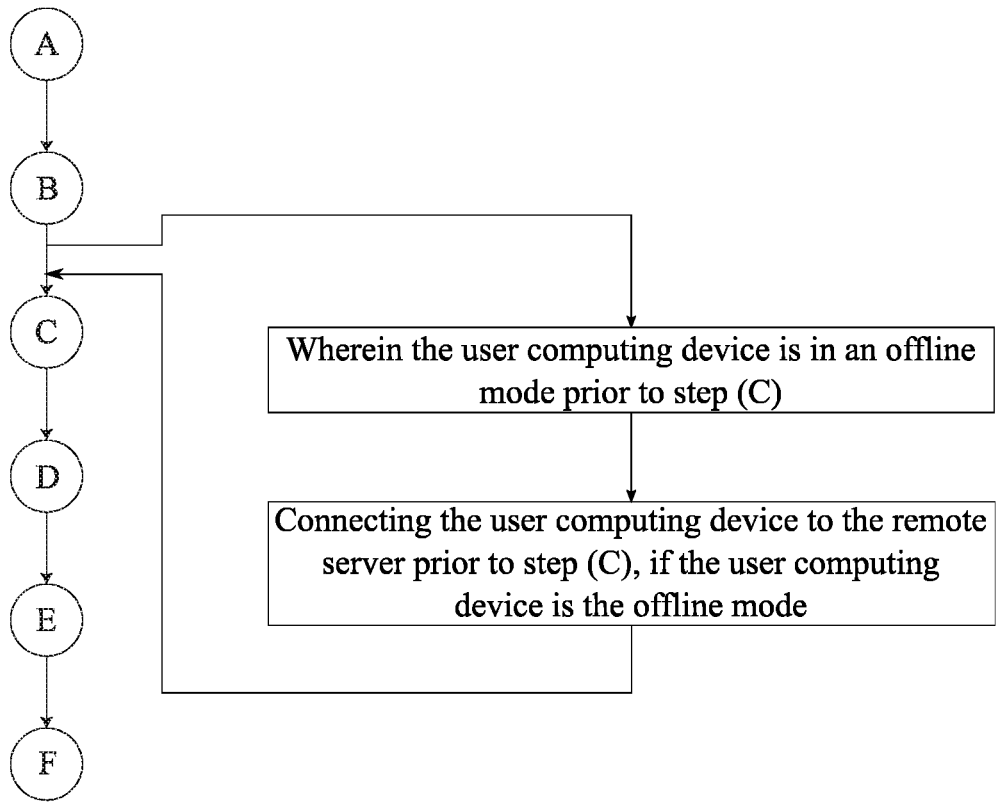 A
B
C
D
E
F
Wherein the user computing device is in an offline
mode prior to step (C)
Connecting the user computing device to the remote
server prior to step (C), if the user computing
device is the offline mode